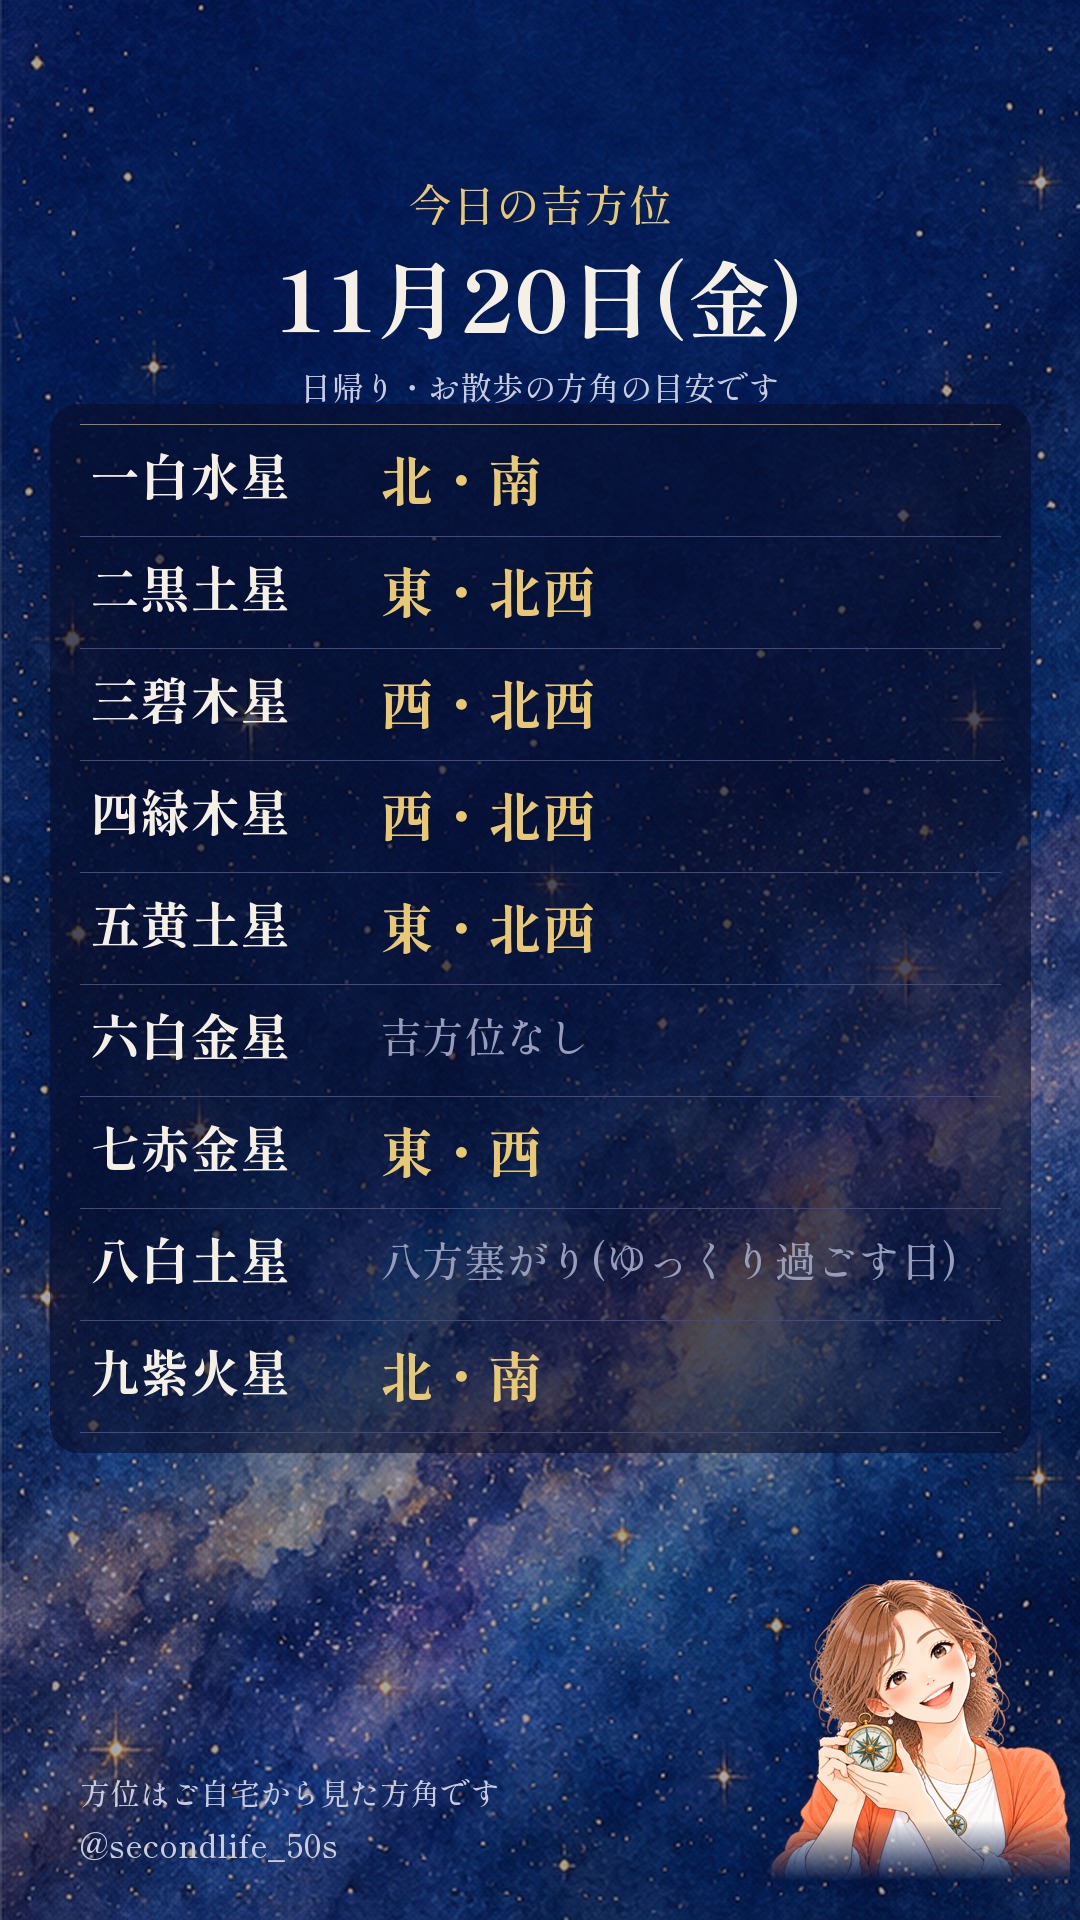 今日の吉方位
11月20日(金)
日帰り・お散歩の方角の目安です
一白水星 北・南
二黒土星 東・北西
三碧木星 西・北西
四緑木星 西・北西
五黄土星 東・北西
六白金星 吉方位なし
七赤金星 東・西
八白土星 八方塞がり(ゆっくり過ごす日)
九紫火星 北・南
方位はご自宅から見た方角です
@secondlife_50s